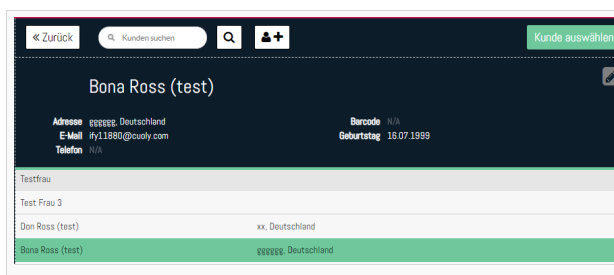 « Zurück Kunden suchen Kunde auswählen
Bona Ross (test)
Adresse gggggg, Deutschland Barcode N/A
E-Mail ify11880@cuoly.com Geburtstag 16.07.1999
Telefon N/A
Testfrau
Test Frau 3
Don Ross (test) xx, Deutschland
Bona Ross (test) gggggg, Deutschland